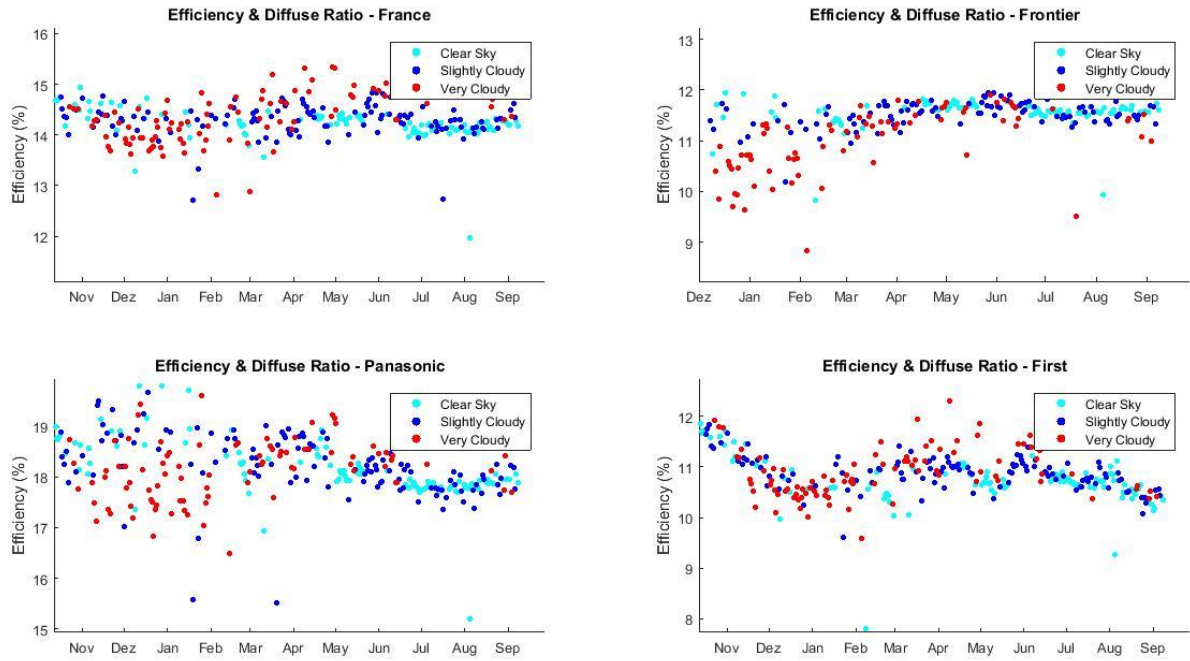 Efficiency & Diffuse Ratio - France
Efficiency (%)
16
15
14
13
12
Nov Dez Jan Feb Mar Apr May Jun Jul Aug Sep
Clear Sky
Slightly Cloudy
Very Cloudy
Efficiency & Diffuse Ratio - Frontier
Efficiency (%)
13
12
11
10
9
Dez Jan Feb Mar Apr May Jun Jul Aug Sep
Clear Sky
Slightly Cloudy
Very Cloudy
Efficiency & Diffuse Ratio - Panasonic
Efficiency (%)
19
18
17
16
15
Nov Dez Jan Feb Mar Apr May Jun Jul Aug Sep
Clear Sky
Slightly Cloudy
Very Cloudy
Efficiency & Diffuse Ratio - First
Efficiency (%)
12
11
10
9
8
Nov Dez Jan Feb Mar Apr May Jun Jul Aug Sep
Clear Sky
Slightly Cloudy
Very Cloudy